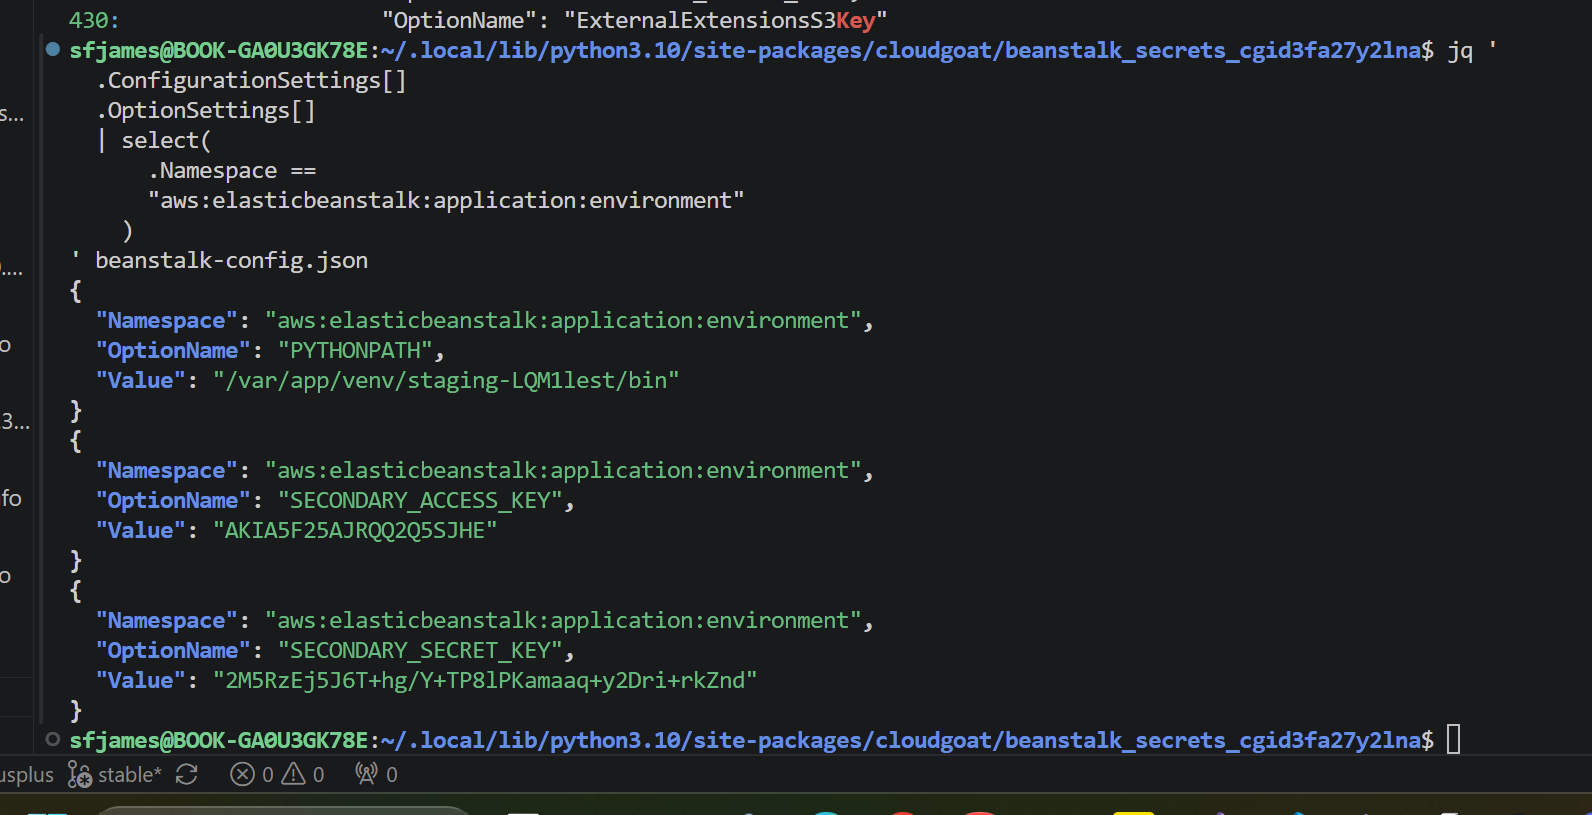 430: "OptionName": "ExternalExtensionsS3Key"
sfjames@BOOK-GA0U3GK78E:~/.local/lib/python3.10/site-packages/cloudgoat/beanstalk_secrets_cgid3fa27y2lna$ jq '
.ConfigurationSettings[]
.OptionSettings[]
| select(
.Namespace ==
"aws:elasticbeanstalk:application:environment"
)
' beanstalk-config.json
{
"Namespace": "aws:elasticbeanstalk:application:environment",
"OptionName": "PYTHONPATH",
"Value": "/var/app/venv/staging-LQM1lest/bin"
}
{
"Namespace": "aws:elasticbeanstalk:application:environment",
"OptionName": "SECONDARY_ACCESS_KEY",
"Value": "AKIA5F25AJRQQ2Q5SJHE"
}
{
"Namespace": "aws:elasticbeanstalk:application:environment",
"OptionName": "SECONDARY_SECRET_KEY",
"Value": "2M5RzEj5J6T+hg/Y+TP8lPKamaaq+y2Dri+rkZnd"
}
sfjames@BOOK-GA0U3GK78E:~/.local/lib/python3.10/site-packages/cloudgoat/beanstalk_secrets_cgid3fa27y2lna$
usplus stable* 0 0 0